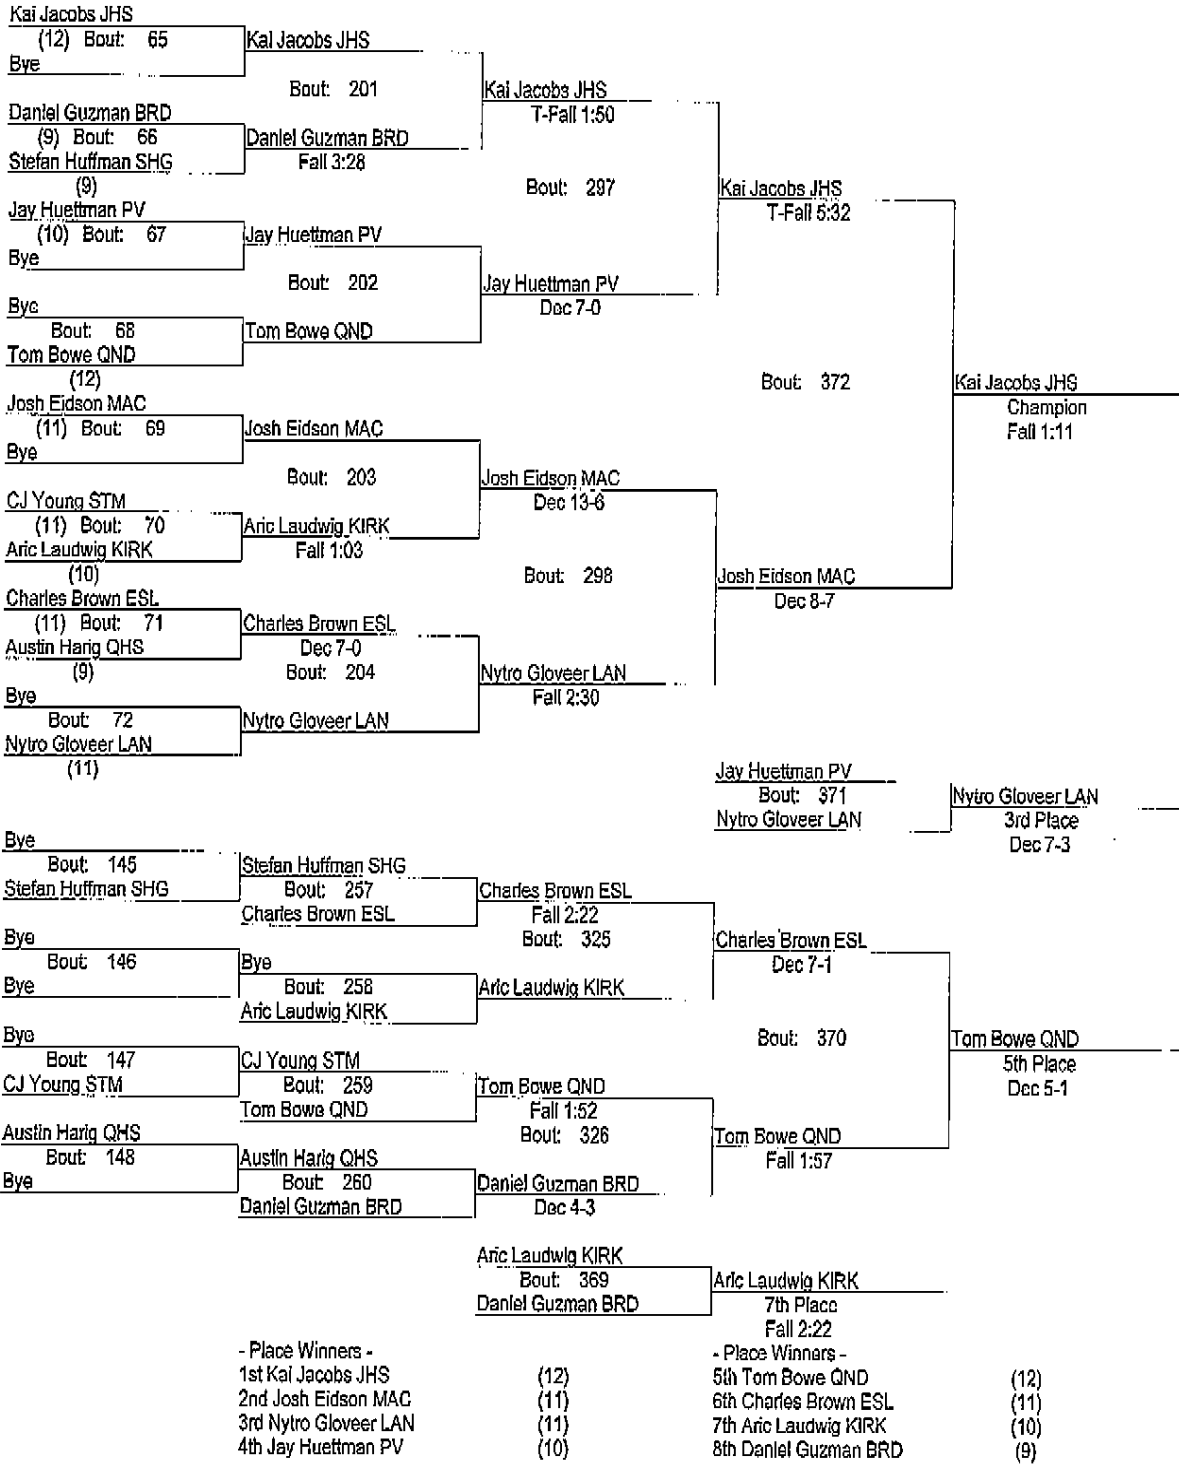 Kai Jacobs JHS
(12) Bout: 65
Bye
Kai Jacobs JHS
Bout: 201
Daniel Guzman BRD
(9) Bout: 66
Stefan Huffman SHG
(9)
Daniel Guzman BRD
Fall 3:28
Kai Jacobs JHS
T-Fall 1:50
Bout: 297
Jay Huettman PV
(10) Bout: 67
Bye
Jay Huettman PV
Bout: 202
Bye
Bout: 68
Tom Bowe QND
(12)
Tom Bowe QND
Jay Huettman PV
Dec 7-0
Kai Jacobs JHS
T-Fall 5:32
Bout: 372
Josh Eidson MAC
(11) Bout: 69
Bye
Josh Eidson MAC
Bout: 203
CJ Young STM
(11) Bout: 70
Aric Laudwig KIRK
(10)
Aric Laudwig KIRK
Fall 1:03
Josh Eidson MAC
Dec 13-6
Bout: 298
Charles Brown ESL
(11) Bout: 71
Austin Harig QHS
(9)
Charles Brown ESL
Dec 7-0
Bout: 204
Bye
Bout: 72
Nytro Gloveer LAN
(11)
Nytro Gloveer LAN
Nytro Gloveer LAN
Fall 2:30
Josh Eidson MAC
Dec 8-7
Kai Jacobs JHS
Champion
Fall 1:11
Jay Huettman PV
Bout: 371
Nytro Gloveer LAN
Nytro Gloveer LAN
3rd Place
Dec 7-3
Bye
Bout: 145
Stefan Huffman SHG
Stefan Huffman SHG
Bout: 257
Charles Brown ESL
Charles Brown ESL
Fall 2:22
Bout: 325
Bye
Bout: 146
Bye
Bye
Bout: 258
Aric Laudwig KIRK
Aric Laudwig KIRK
Charles Brown ESL
Dec 7-1
Bout: 370
Bye
Bout: 147
CJ Young STM
CJ Young STM
Bout: 259
Tom Bowe QND
Tom Bowe QND
Fall 1:52
Bout: 326
Austin Harig QHS
Bout: 148
Bye
Austin Harig QHS
Bout: 260
Daniel Guzman BRD
Daniel Guzman BRD
Dec 4-3
Tom Bowe QND
Fall 1:57
Tom Bowe QND
5th Place
Dec 5-1
Aric Laudwig KIRK
Bout: 369
Daniel Guzman BRD
Aric Laudwig KIRK
7th Place
Fall 2:22
- Place Winners -
1st Kai Jacobs JHS (12)
2nd Josh Eidson MAC (11)
3rd Nytro Gloveer LAN (11)
4th Jay Huettman PV (10)
- Place Winners -
5th Tom Bowe QND (12)
6th Charles Brown ESL (11)
7th Aric Laudwig KIRK (10)
8th Daniel Guzman BRD (9)